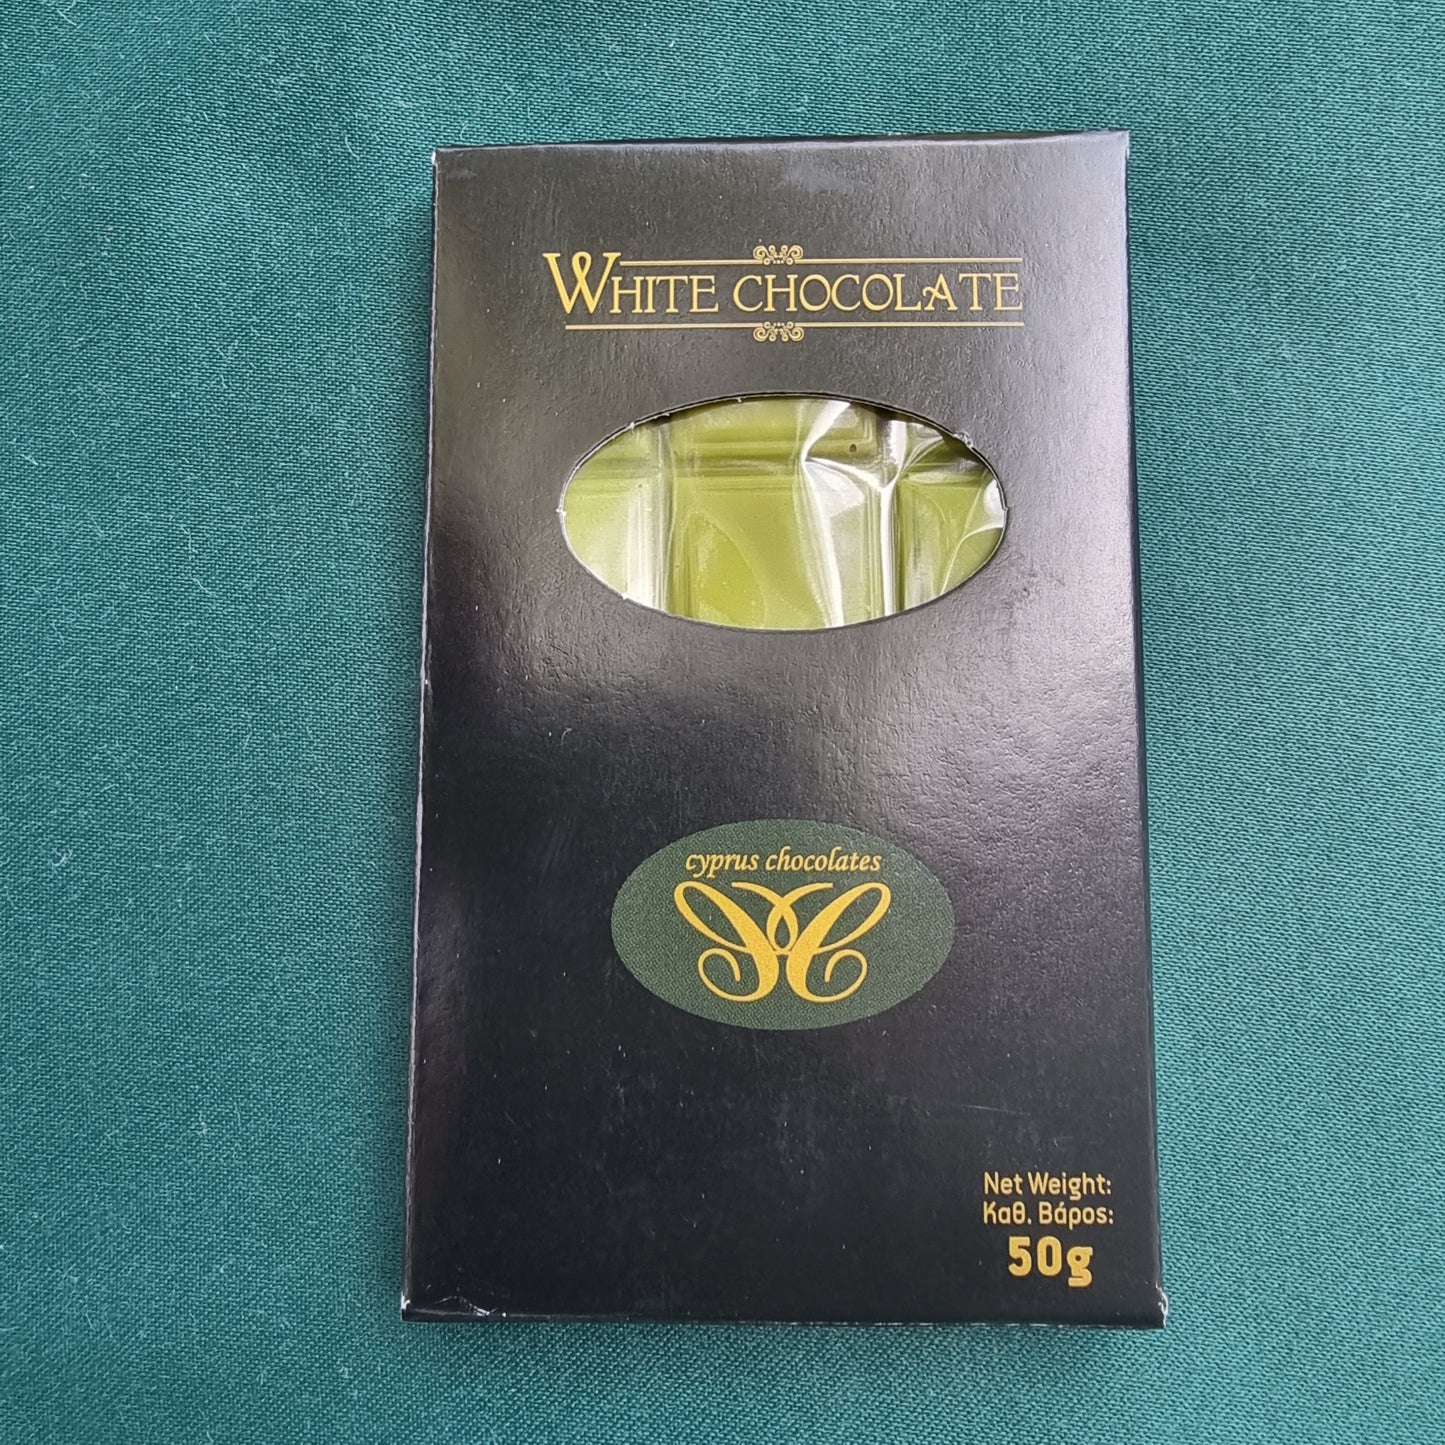 WHITE CHOCOLATE
cyprus chocolates
Net Weight:
Καθ. Βάρος:
50g